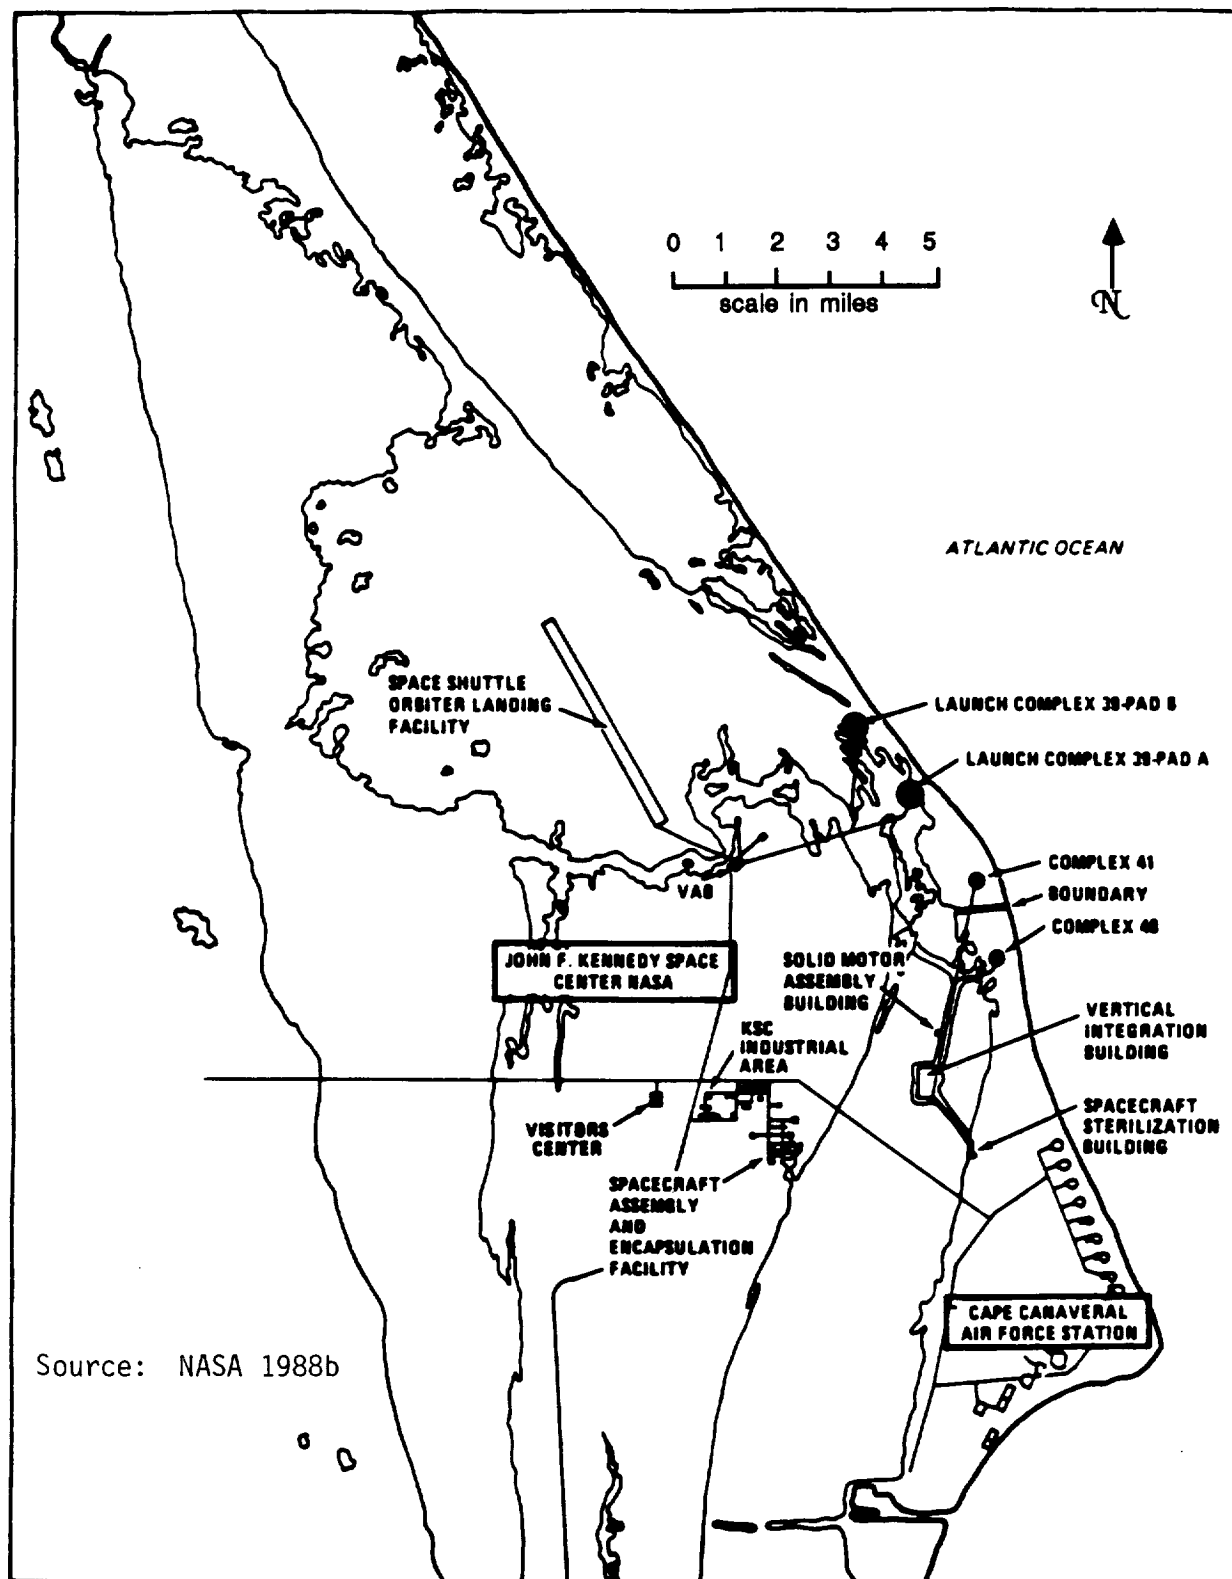 0 1 2 3 4 5
scale in miles
N
ATLANTIC OCEAN
SPACE SHUTTLE
ORBITER LANDING
FACILITY
LAUNCH COMPLEX 39-PAD B
LAUNCH COMPLEX 39-PAD A
COMPLEX 41
BOUNDARY
COMPLEX 40
VAB
JOHN F. KENNEDY SPACE
CENTER NASA
SOLID MOTOR
ASSEMBLY
BUILDING
VERTICAL
INTEGRATION
BUILDING
KSC
INDUSTRIAL
AREA
VISITORS
CENTER
SPACECRAFT
STERILIZATION
BUILDING
SPACECRAFT
ASSEMBLY
AND
ENCAPSULATION
FACILITY
CAPE CANAVERAL
AIR FORCE STATION
Source: NASA 1988b